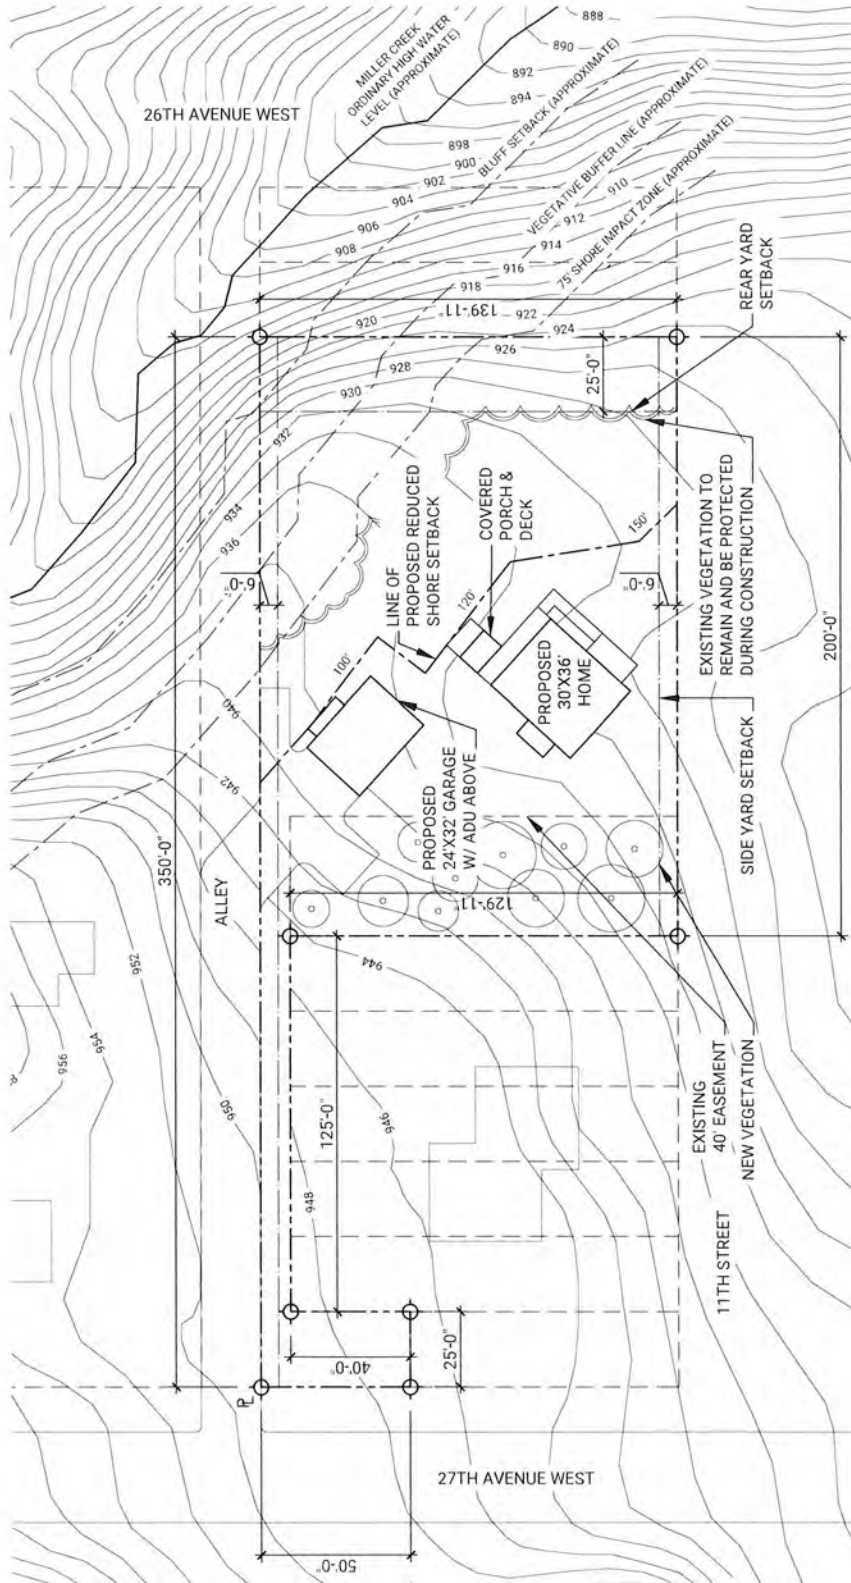 888
890
892
894
898
900
902
904
906
908
910
912
914
916
918
920
922
924
926
928
930
932
934
936
940
942
944
946
948
950
952
954
956
MILLER CREEK
ORDINARY HIGH WATER
LEVEL (APPROXIMATE)
26TH AVENUE WEST
BLUFF SETBACK (APPROXIMATE)
VEGETATIVE BUFFER LINE (APPROXIMATE)
75' SHORE IMPACT ZONE (APPROXIMATE)
REAR YARD
SETBACK
139'-11"
25'-0"
6'-0"
6'-0"
LINE OF
PROPOSED REDUCED
SHORE SETBACK
COVERED
PORCH &
DECK
100'
120'
150'
PROPOSED
30'X36'
HOME
PROPOSED
24'X32' GARAGE
W/ ADU ABOVE
EXISTING VEGETATION TO
REMAIN AND BE PROTECTED
DURING CONSTRUCTION
SIDE YARD SETBACK
200'-0"
350'-0"
ALLEY
129'-11"
125'-0"
EXISTING
40' EASEMENT
NEW VEGETATION
11TH STREET
40'-0"
25'-0"
PL
27TH AVENUE WEST
50'-0"